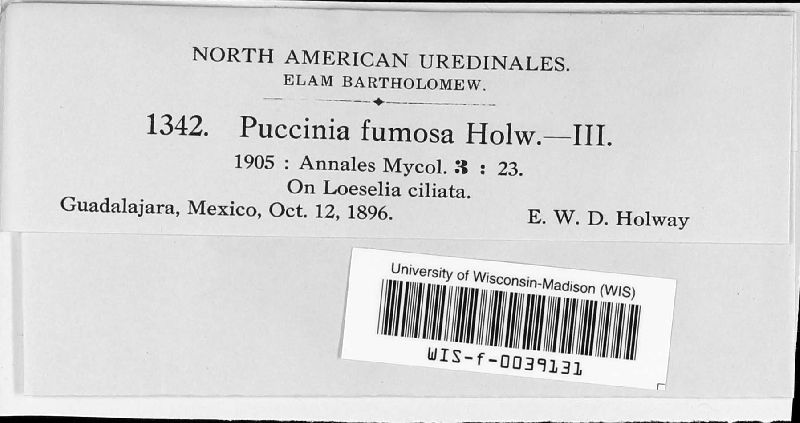 NORTH AMERICAN UREDINALES.
ELAM BARTHOLOMEW.
1342. Puccinia fumosa Holw.—III.
1905 : Annales Mycol. 3 : 23.
On Loeselia ciliata.
Guadalajara, Mexico, Oct. 12, 1896. E. W. D. Holway
University of Wisconsin-Madison (WIS)
WIS-f-0039131